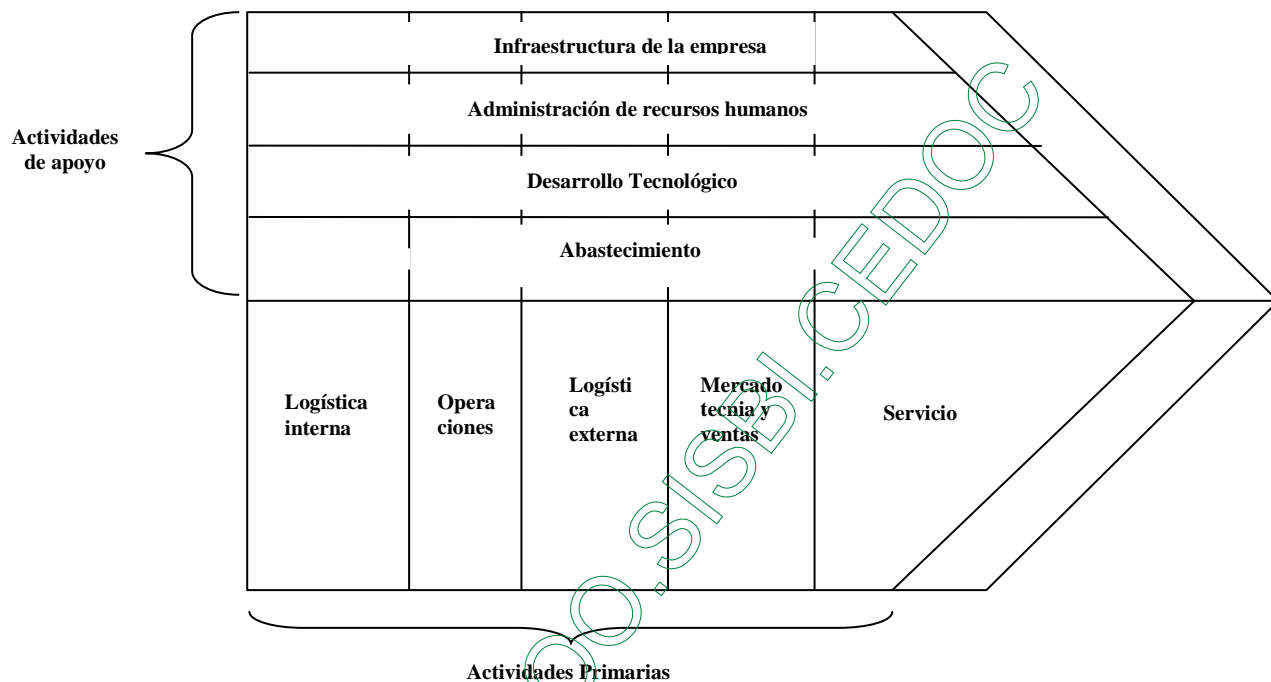 Infraestructura de la empresa
Administración de recursos humanos
Actividades
de apoyo
Desarrollo Tecnológico
Abastecimiento
Logística
interna
Opera
ciones
Logísti
ca
externa
Mercado
tecnia y
ventas
Servicio
Actividades Primarias
DO.SISBI.CEDOC